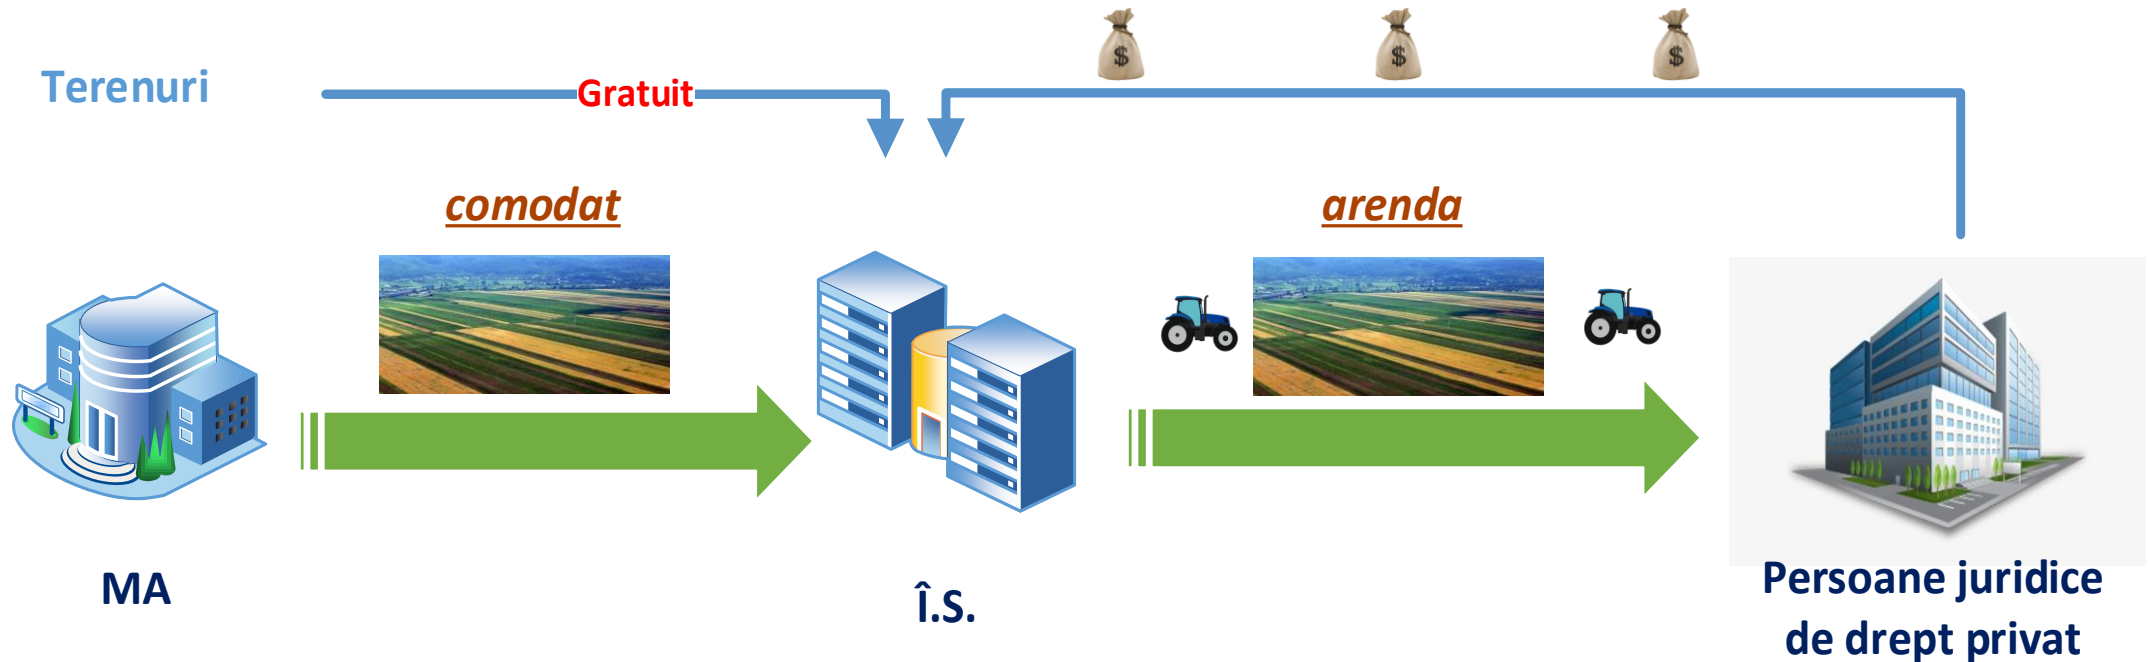 Terenuri
Gratuit
$
$
$
comodat
arenda
MA
Î.S.
Persoane juridice
de drept privat